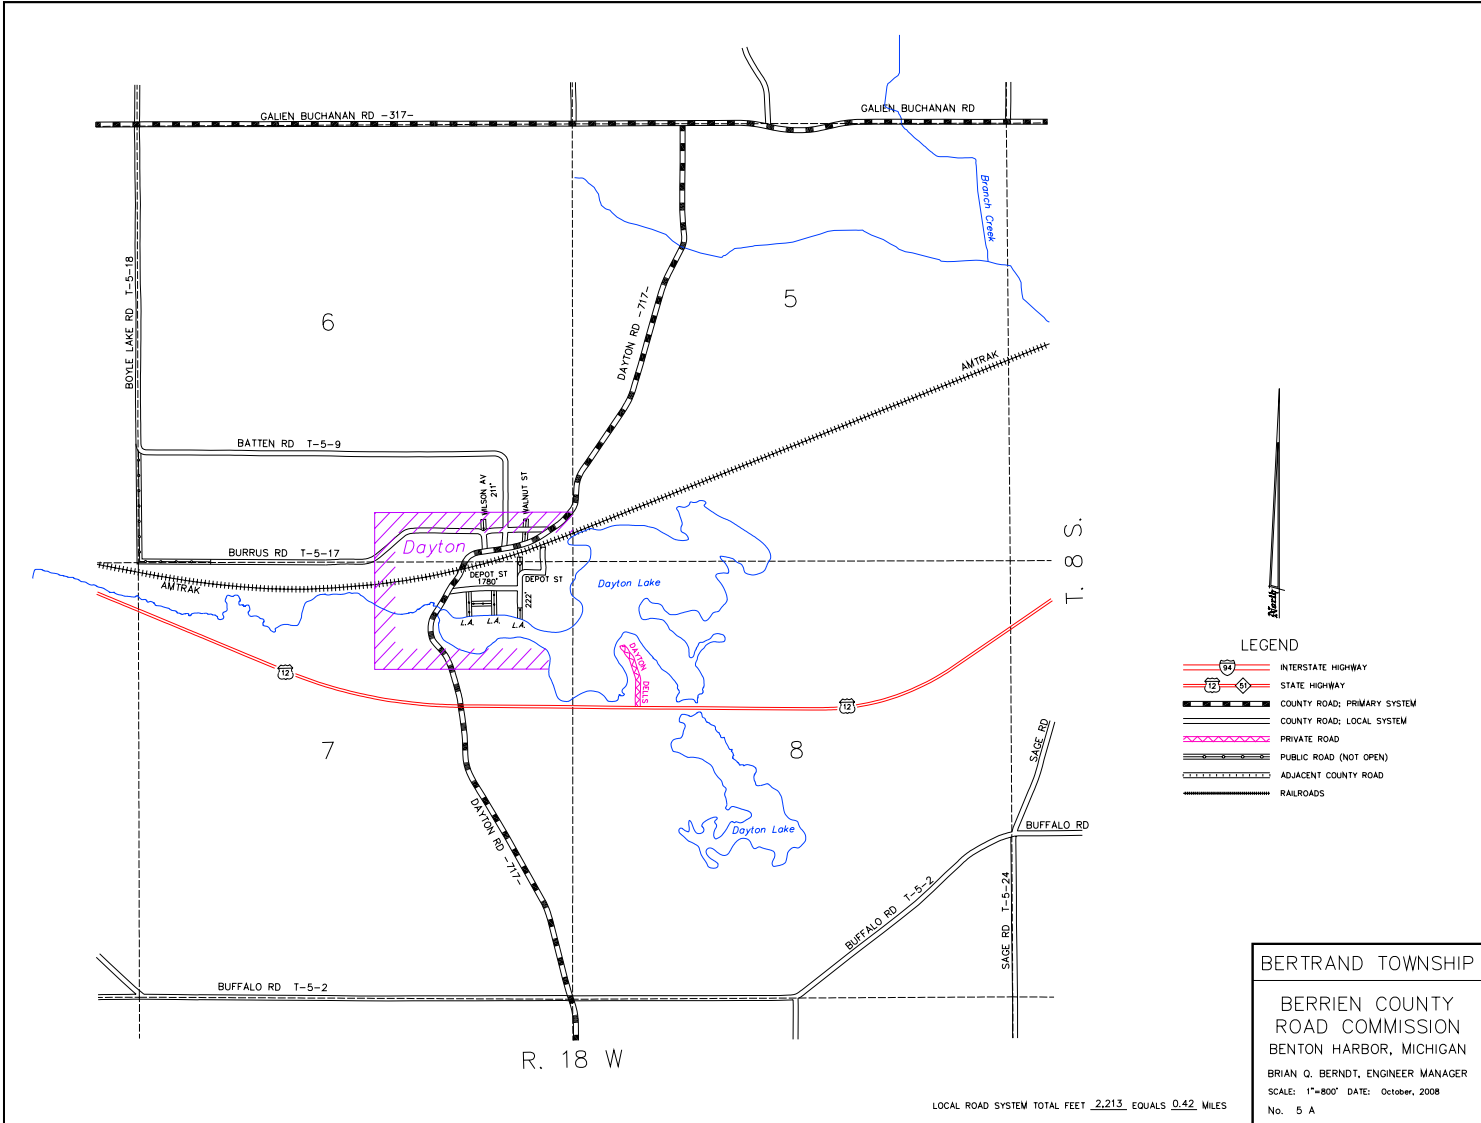 GALIEN BUCHANAN RD -317-
GALIEN BUCHANAN RD
Branch Creek
BOYLE LAKE RD T-5-18
6
5
DAYTON RD -717-
AMTRAK
BATTEN RD T-5-9
WILSON AV
211'
WALNUT ST
Dayton
BURRUS RD T-5-17
AMTRAK
DEPOT ST
1780'
DEPOT ST
222'
L.A.
L.A.
L.A.
Dayton Lake
T. 8 S.
North
DAYTON DELLS
12
12
7
8
DAYTON RD -717-
Dayton Lake
SAGE RD
BUFFALO RD
BUFFALO RD T-5-2
SAGE RD T-5-24
BUFFALO RD T-5-2
R. 18 W
LEGEND
94 INTERSTATE HIGHWAY
12 51 STATE HIGHWAY
COUNTY ROAD; PRIMARY SYSTEM
COUNTY ROAD; LOCAL SYSTEM
PRIVATE ROAD
PUBLIC ROAD (NOT OPEN)
ADJACENT COUNTY ROAD
RAILROADS
BERTRAND TOWNSHIP
BERRIEN COUNTY
ROAD COMMISSION
BENTON HARBOR, MICHIGAN
BRIAN Q. BERNDT, ENGINEER MANAGER
SCALE: 1"=800' DATE: October, 2008
No. 5 A
LOCAL ROAD SYSTEM TOTAL FEET 2,213 EQUALS 0.42 MILES